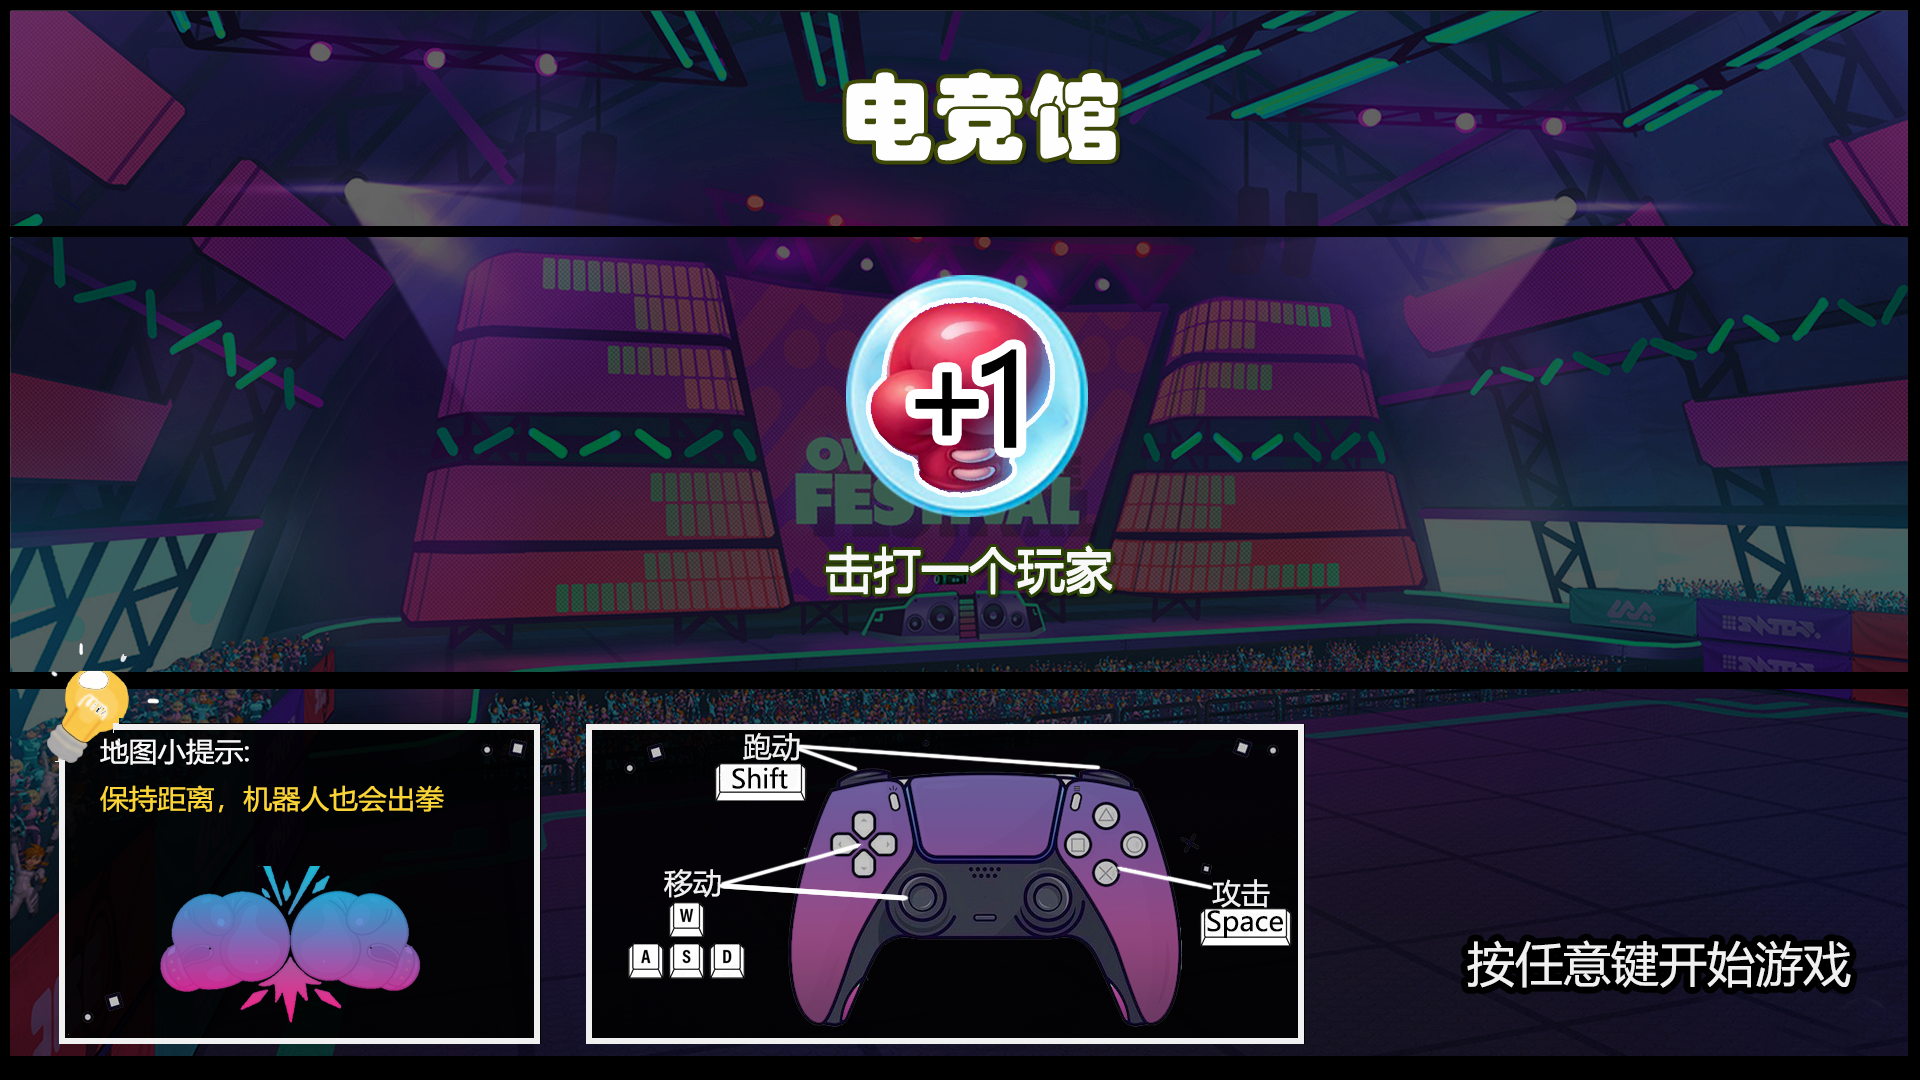 电竞馆
+1
FESTIVAL
击打一个玩家
地图小提示:
保持距离，机器人也会出拳
跑动
Shift
移动
W
A S D
攻击
Space
按任意键开始游戏